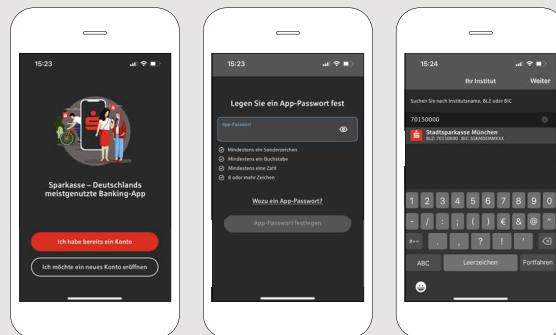 15:23
Sparkasse – Deutschlands
meistgenutzte Banking-App
Ich habe bereits ein Konto
Ich möchte ein neues Konto eröffnen
15:23
Legen Sie ein App-Passwort fest
App-Passwort
Mindestens ein Sonderzeichen
Mindestens ein Buchstabe
Mindestens eine Zahl
8 oder mehr Zeichen
Wozu ein App-Passwort?
App-Passwort festlegen
15:24
Ihr Institut Weiter
Suchen Sie nach Institutsname, BLZ oder BIC
70150000
Stadtsparkasse München
BLZ: 70150000 BIC: SSKMDEMMXXX
1 2 3 4 5 6 7 8 9 0
- / : ; ( ) € & @ "
#+= . , ? ! '
ABC Leerzeichen Fortfahren